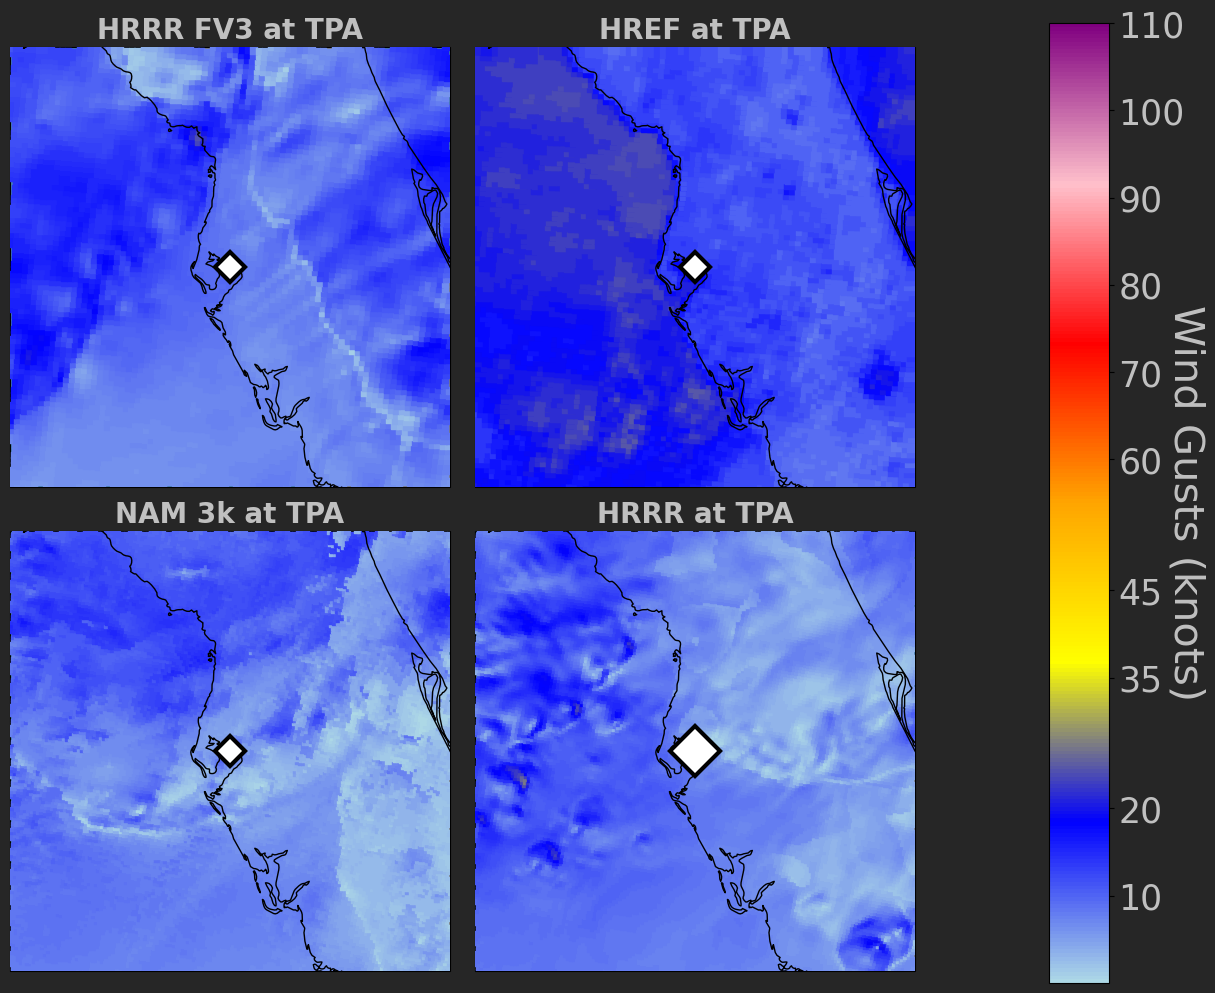 HRRR FV3 at TPA
HREF at TPA
NAM 3k at TPA
HRRR at TPA
110
100
90
80
70
60
45
35
20
10
Wind Gusts (knots)